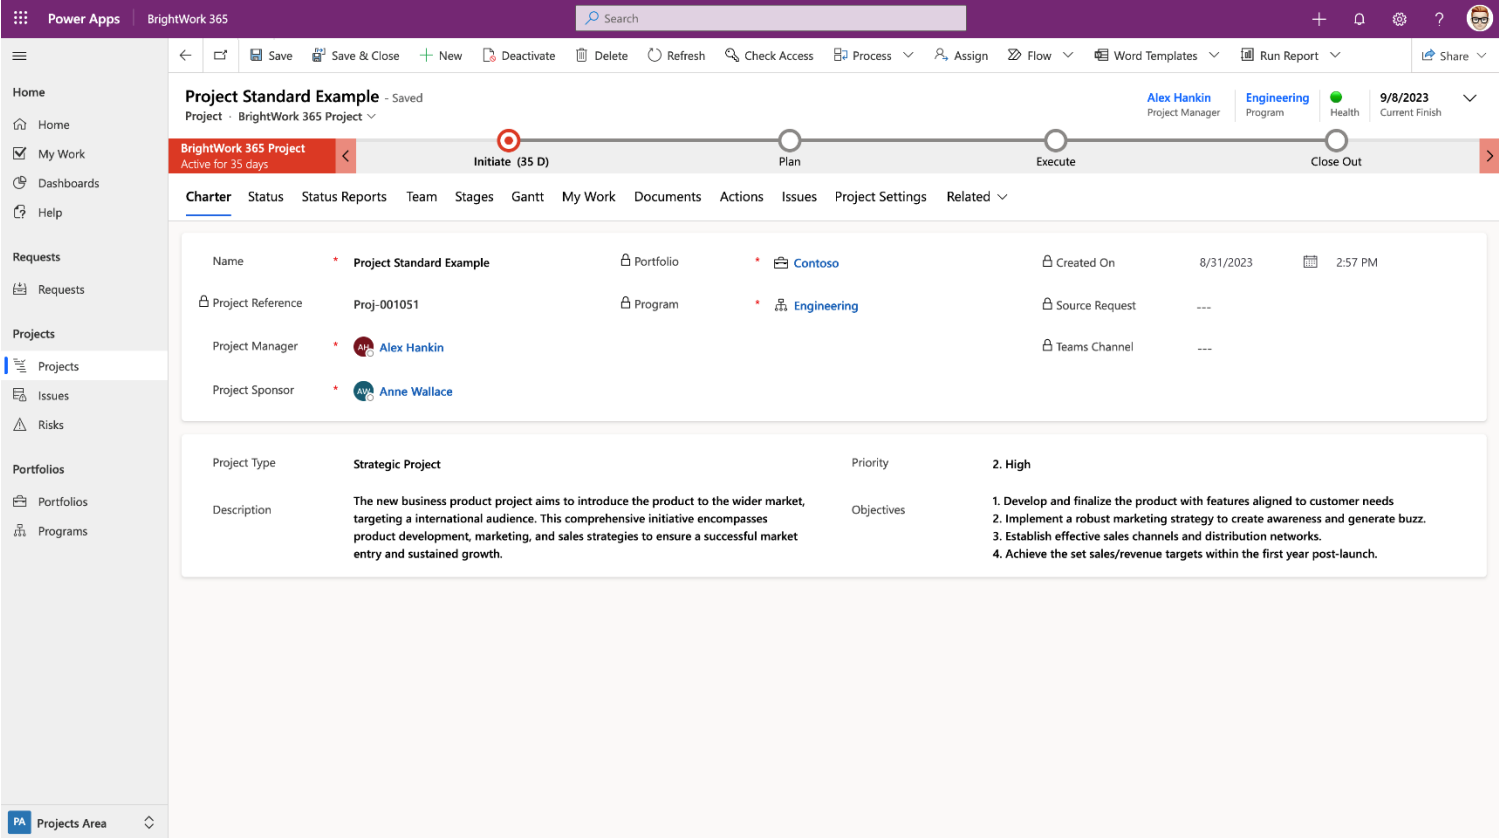 Power Apps BrightWork 365 Search
Save Save & Close New Deactivate Delete Refresh Check Access Process Assign Flow Word Templates Run Report Share
Project Standard Example - Saved
Project · BrightWork 365 Project
Alex Hankin
Project Manager
Engineering
Program
Health
9/8/2023
Current Finish
BrightWork 365 Project
Active for 35 days
Initiate (35 D)
Plan
Execute
Close Out
Charter Status Status Reports Team Stages Gantt My Work Documents Actions Issues Project Settings Related
Home
Home
My Work
Dashboards
Help
Requests
Requests
Projects
Projects
Issues
Risks
Portfolios
Portfolios
Programs
PA Projects Area
Name * Project Standard Example
Project Reference Proj-001051
Project Manager * AH Alex Hankin
Project Sponsor * AW Anne Wallace
Portfolio * Contoso
Program * Engineering
Created On 8/31/2023 2:57 PM
Source Request ---
Teams Channel ---
Project Type Strategic Project
Description
The new business product project aims to introduce the product to the wider market,
targeting a international audience. This comprehensive initiative encompasses
product development, marketing, and sales strategies to ensure a successful market
entry and sustained growth.
Priority 2. High
Objectives
1. Develop and finalize the product with features aligned to customer needs
2. Implement a robust marketing strategy to create awareness and generate buzz.
3. Establish effective sales channels and distribution networks.
4. Achieve the set sales/revenue targets within the first year post-launch.